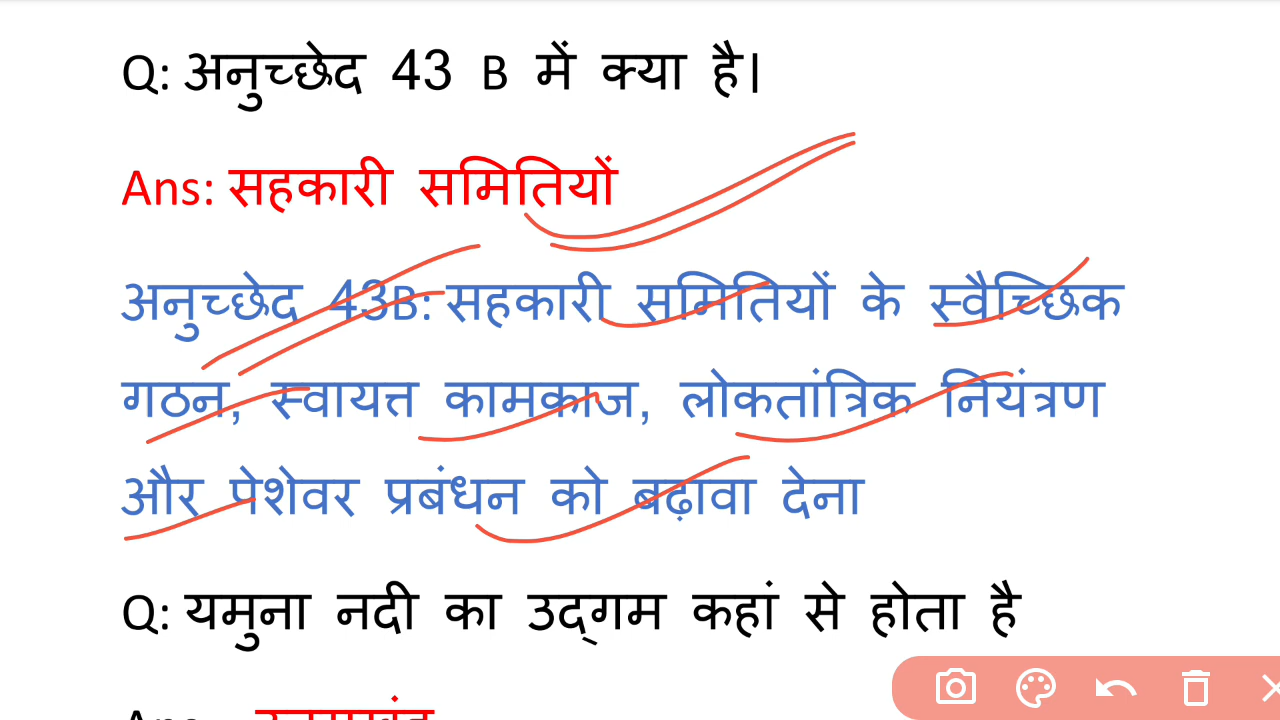 Q: अनुच्छेद 43 B में क्या है।
Ans: सहकारी समितियों
अनुच्छेद 43B: सहकारी समितियों के स्वैच्छिक
गठन, स्वायत्त कामकाज, लोकतांत्रिक नियंत्रण
और पेशेवर प्रबंधन को बढ़ावा देना
Q: यमुना नदी का उद्गम कहां से होता है